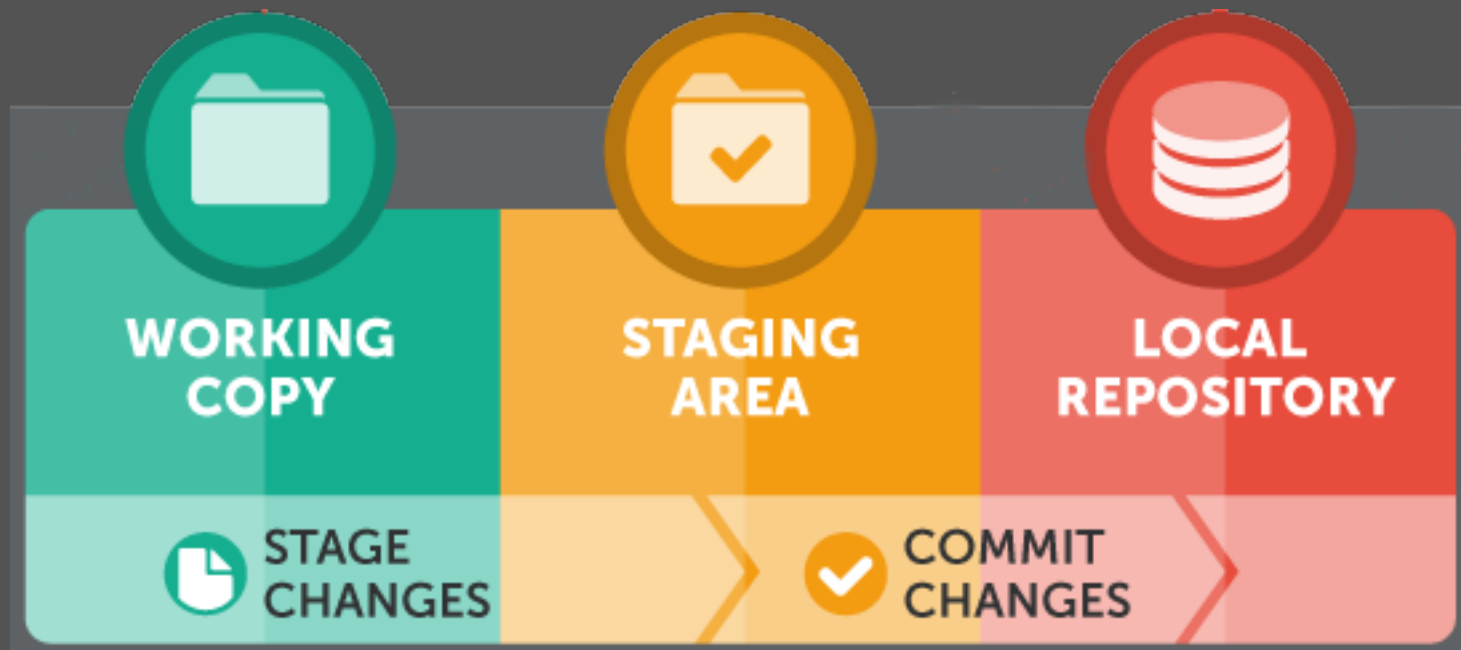 WORKING
COPY
STAGING
AREA
LOCAL
REPOSITORY
STAGE
CHANGES
COMMIT
CHANGES